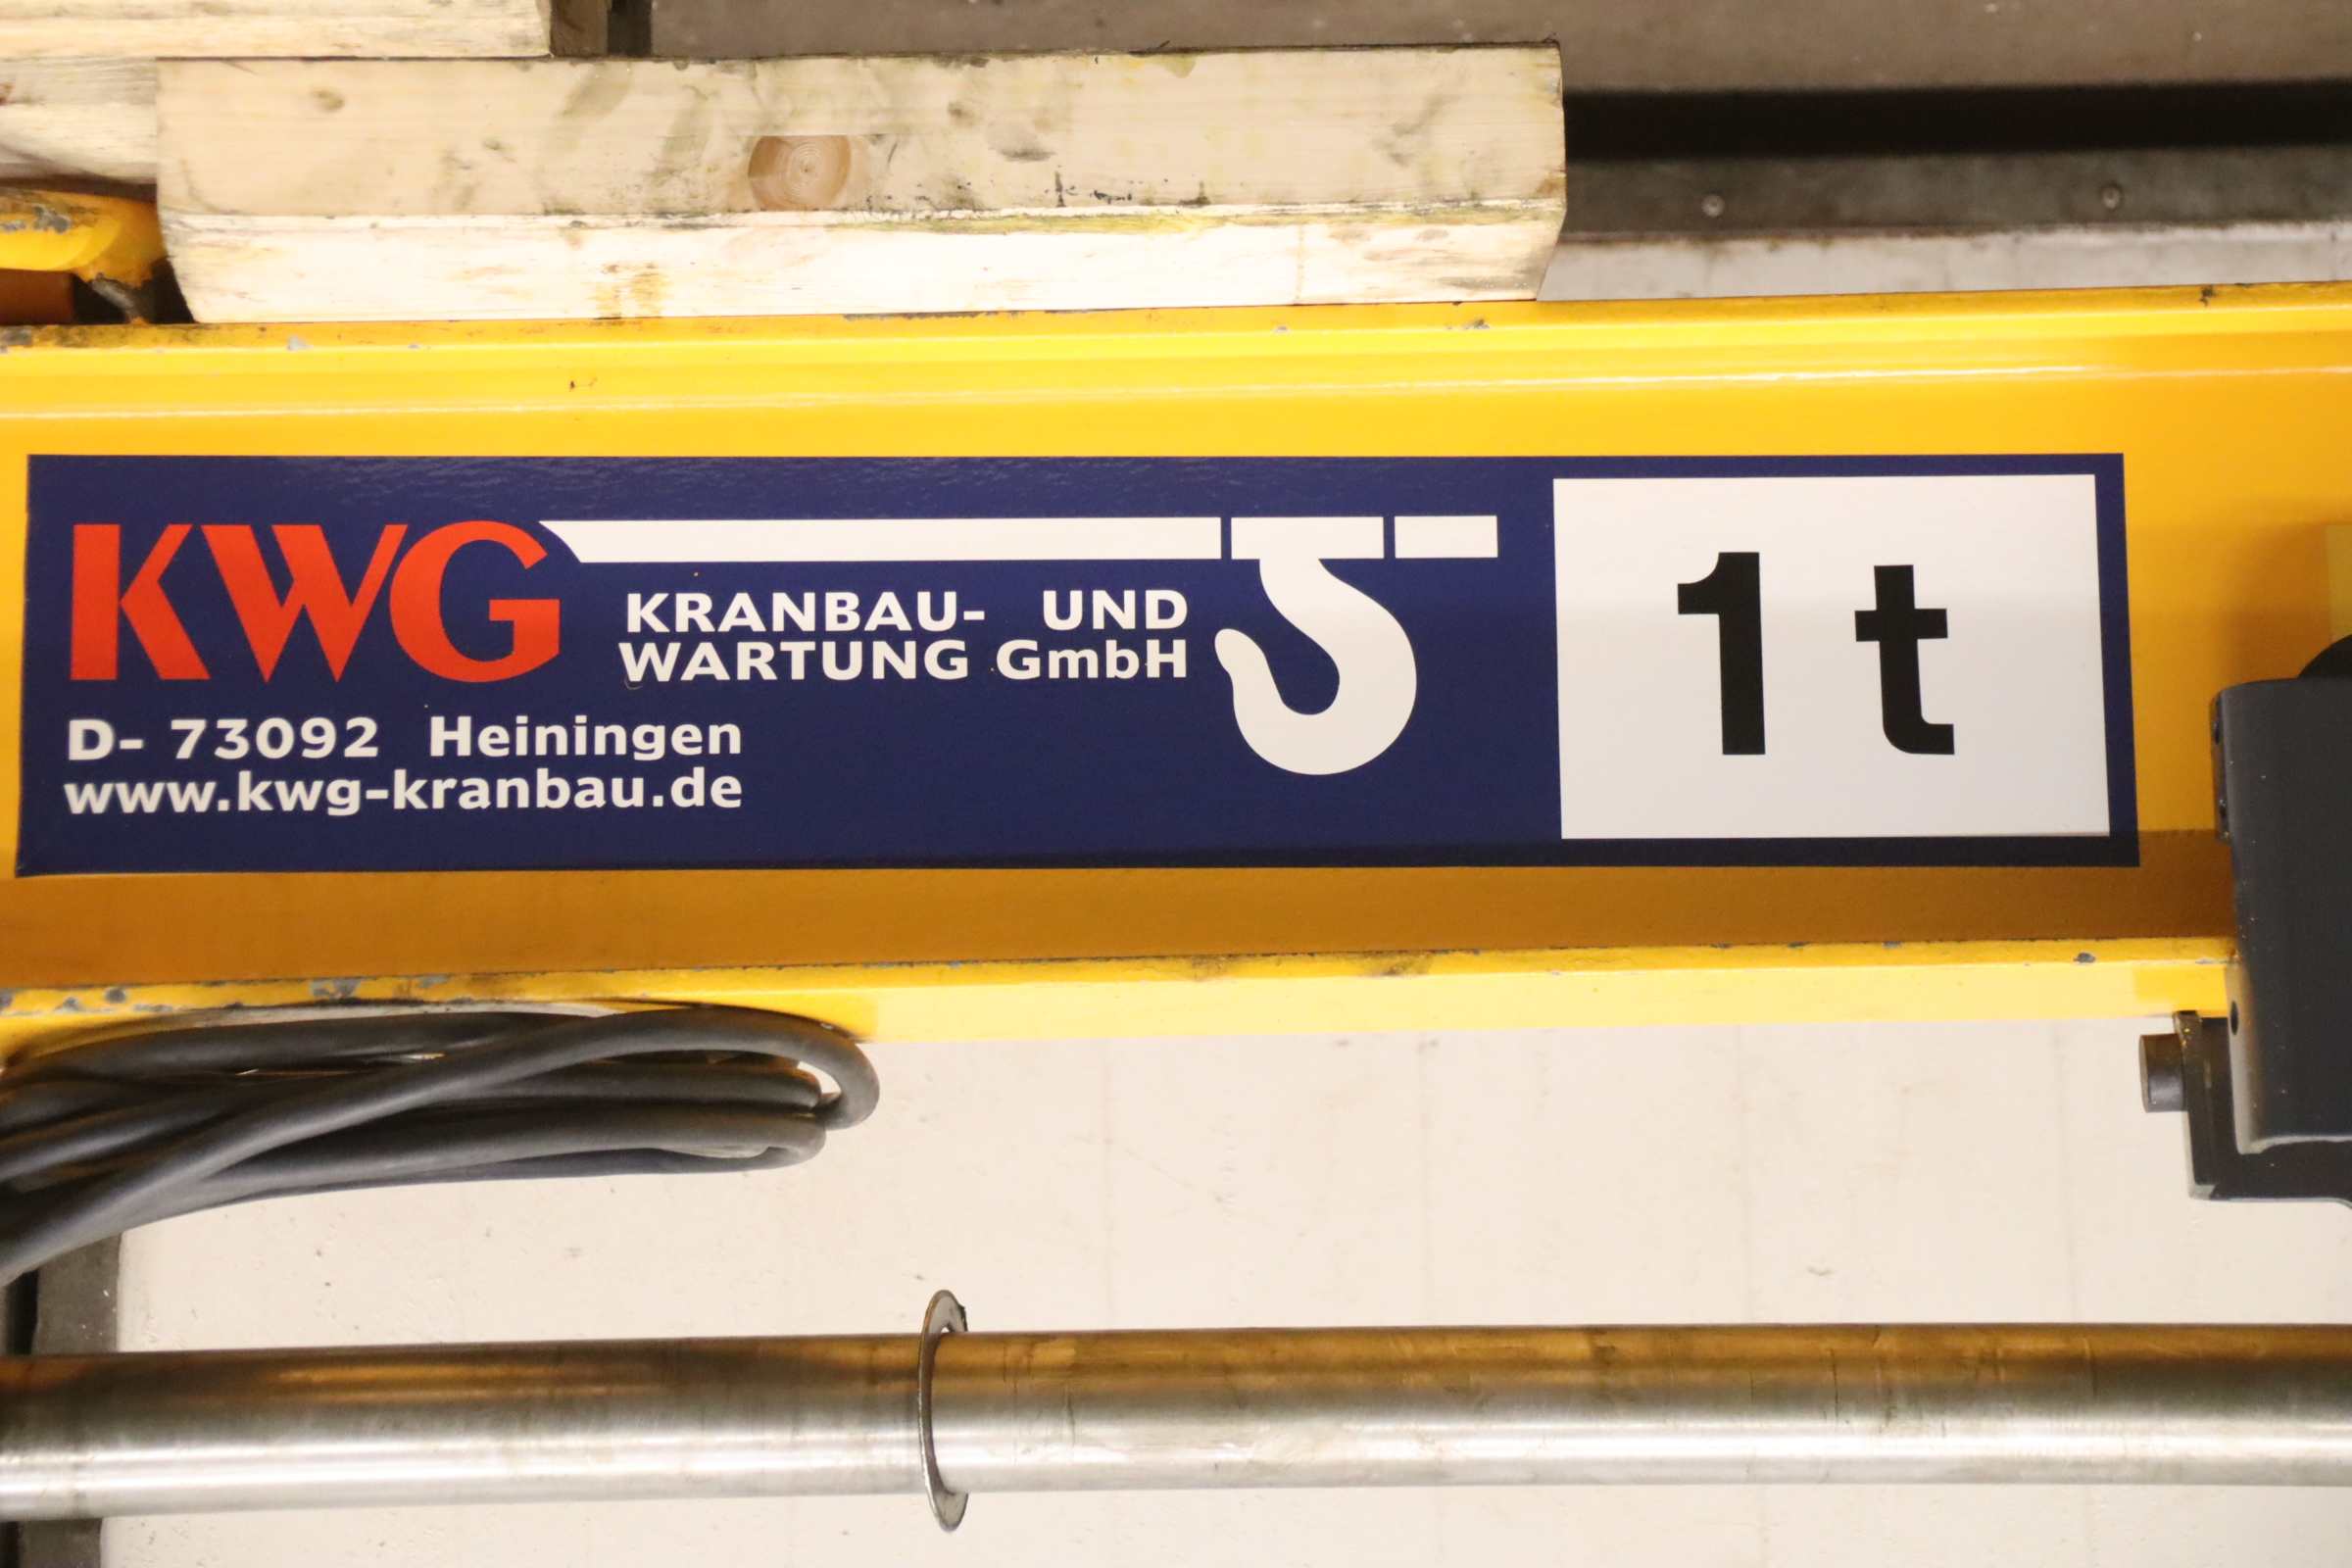 KWG
KRANBAU- UND
WARTUNG GmbH
D- 73092 Heiningen
www.kwg-kranbau.de
1 t